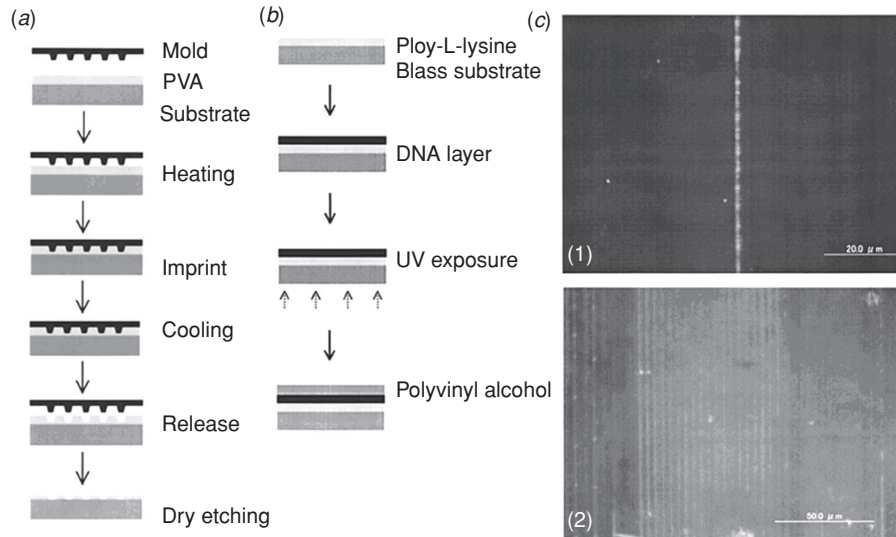 (a)
Mold
PVA
Substrate
Heating
Imprint
Cooling
Release
Dry etching
(b)
Ploy-L-lysine
Blass substrate
DNA layer
UV exposure
Polyvinyl alcohol
(c)
(1)
20.0 μm
(2)
50.0 μm